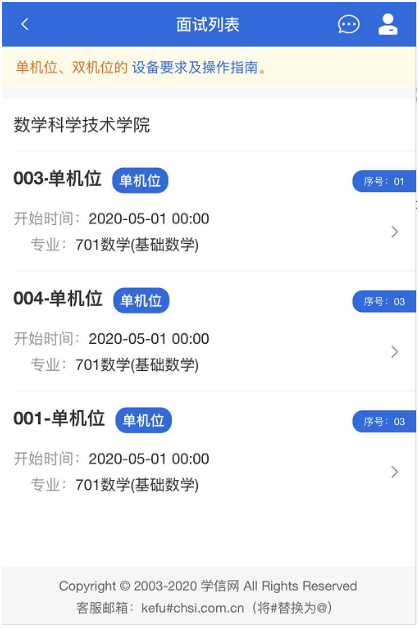 面试列表
单机位、双机位的 设备要求及操作指南。
数学科学技术学院
003-单机位 单机位 序号：01
开始时间：2020-05-01 00:00
专业：701数学(基础数学)
004-单机位 单机位 序号：03
开始时间：2020-05-01 00:00
专业：701数学(基础数学)
001-单机位 单机位 序号：03
开始时间：2020-05-01 00:00
专业：701数学(基础数学)
Copyright © 2003-2020 学信网 All Rights Reserved
客服邮箱：kefu#chsi.com.cn（将#替换为@）